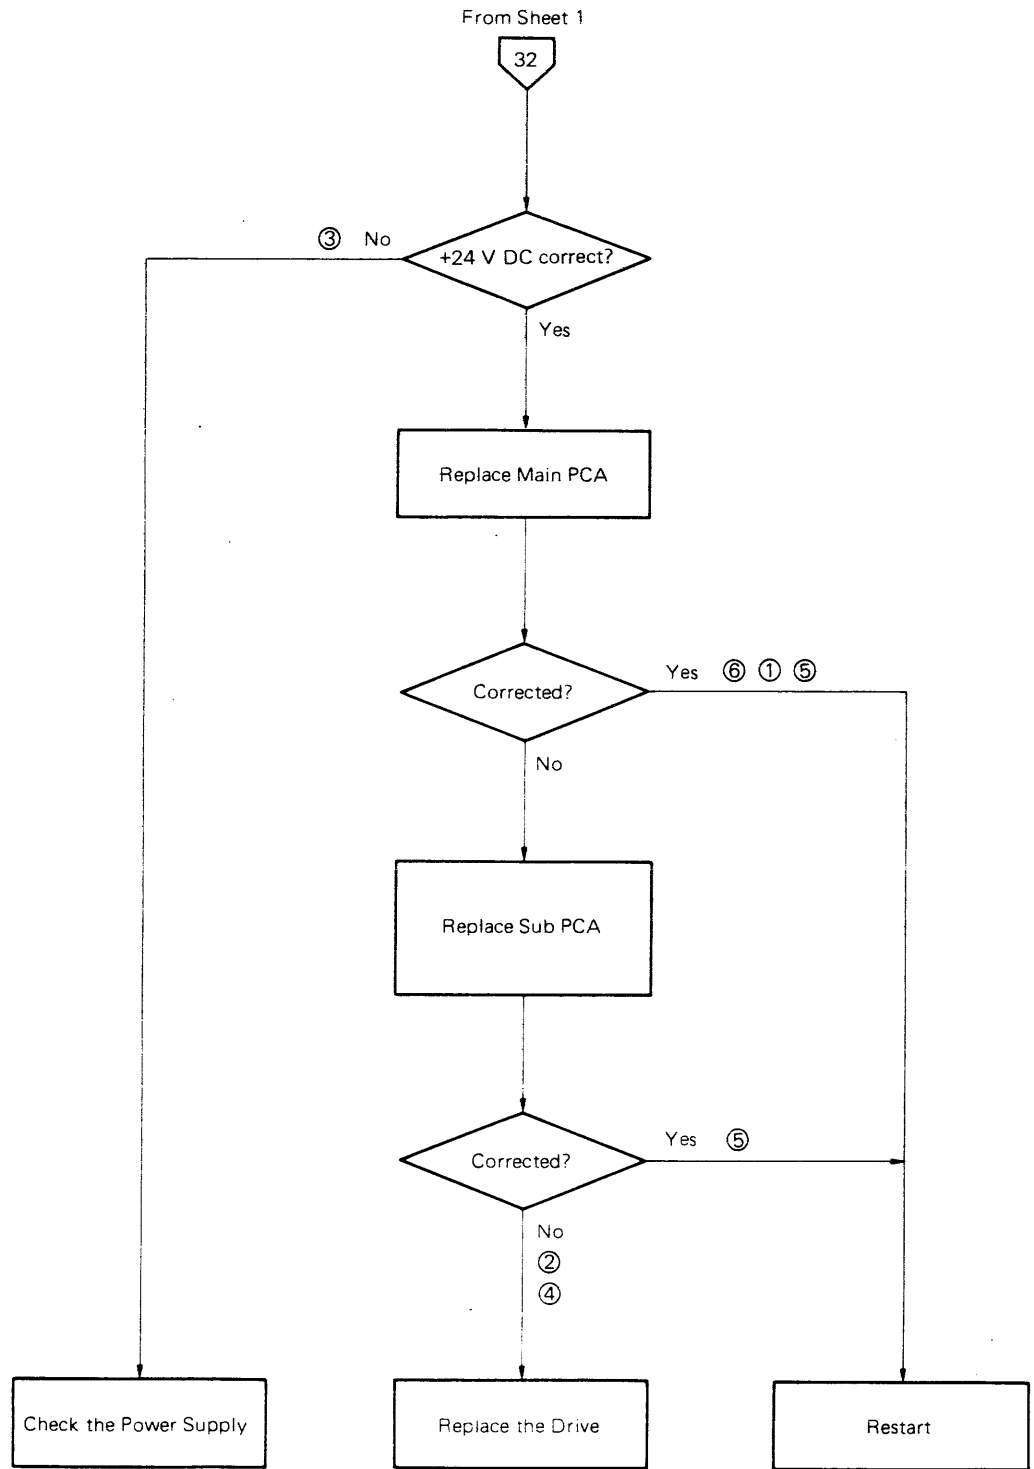 From Sheet 1
32
③ No
+24 V DC correct?
Yes
Replace Main PCA
Corrected?
Yes ⑥ ① ⑤
No
Replace Sub PCA
Corrected?
Yes ⑤
No
②
④
Check the Power Supply
Replace the Drive
Restart